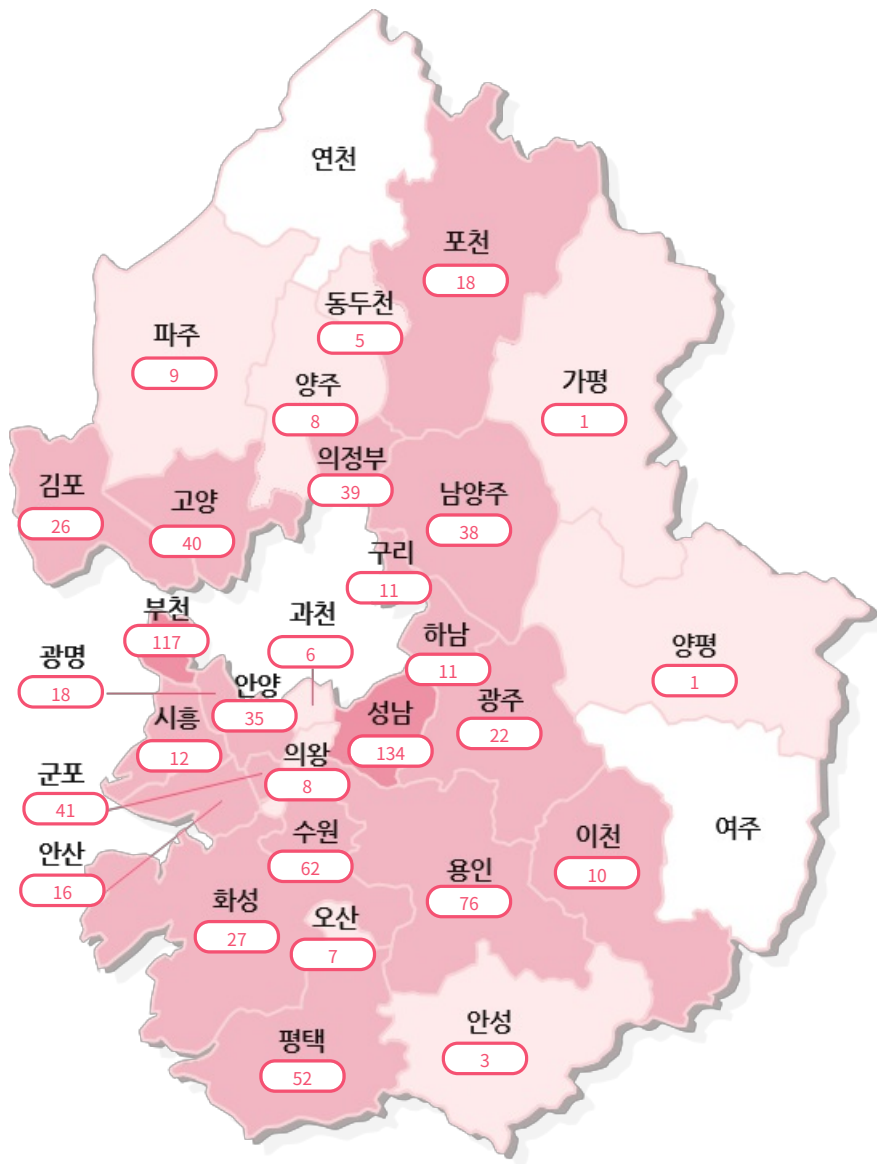 연천
포천
18
동두천
5
파주
9
가평
1
양주
8
의정부
39
김포
26
고양
40
남양주
38
구리
11
부천
117
과천
6
하남
11
양평
1
광명
18
안양
35
시흥
12
성남
134
광주
22
의왕
8
군포
41
수원
62
여주
이천
10
안산
16
용인
76
화성
27
오산
7
안성
3
평택
52